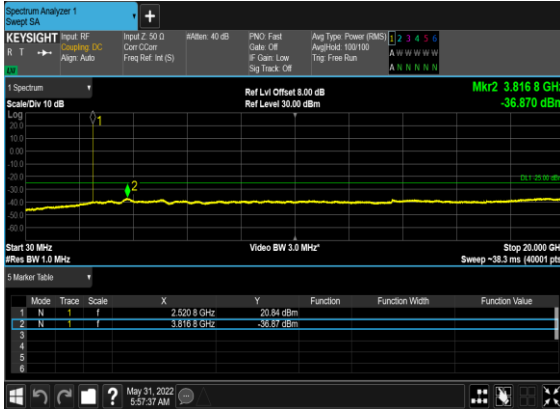 Spectrum Analyzer 1
Swept SA
+
KEYSIGHT
R T
Input: RF
Coupling: DC
Align: Auto
Input Z: 50 Ω
Corr CCorr
Freq Ref: Int (S)
#Atten: 40 dB
PNO: Fast
Gate: Off
IF Gain: Low
Sig Track: Off
Avg Type: Power (RMS)
Avg|Hold: 100/100
Trig: Free Run
1 2 3 4 5 6
A W W W W W
A N N N N N
1 Spectrum
Scale/Div 10 dB
Ref Lvl Offset 8.00 dB
Ref Level 30.00 dBm
Mkr2 3.816 8 GHz
-36.870 dBm
Log
20.0
10.0
0.00
-10.0
-20.0
-30.0
-40.0
-50.0
-60.0
1
2
DL1 -25.00 dBm
Start 30 MHz
#Res BW 1.0 MHz
Video BW 3.0 MHz*
Stop 20.000 GH
Sweep ~38.3 ms (40001 pts
5 Marker Table
Mode Trace Scale X Y Function Function Width Function Value
1 N 1 f 2.520 8 GHz 20.84 dBm
2 N 1 f 3.816 8 GHz -36.87 dBm
3
4
5
6
?
May 31, 2022
5:57:37 AM